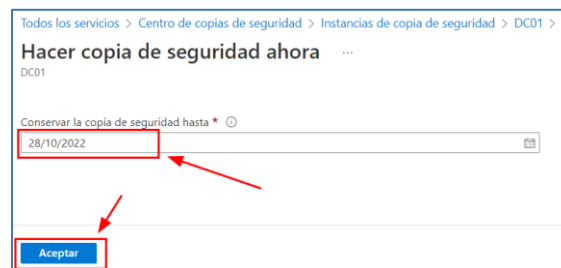 Todos los servicios > Centro de copias de seguridad > Instancias de copia de seguridad > DC01 >
Hacer copia de seguridad ahora ...
DC01
Conservar la copia de seguridad hasta *
28/10/2022
Aceptar